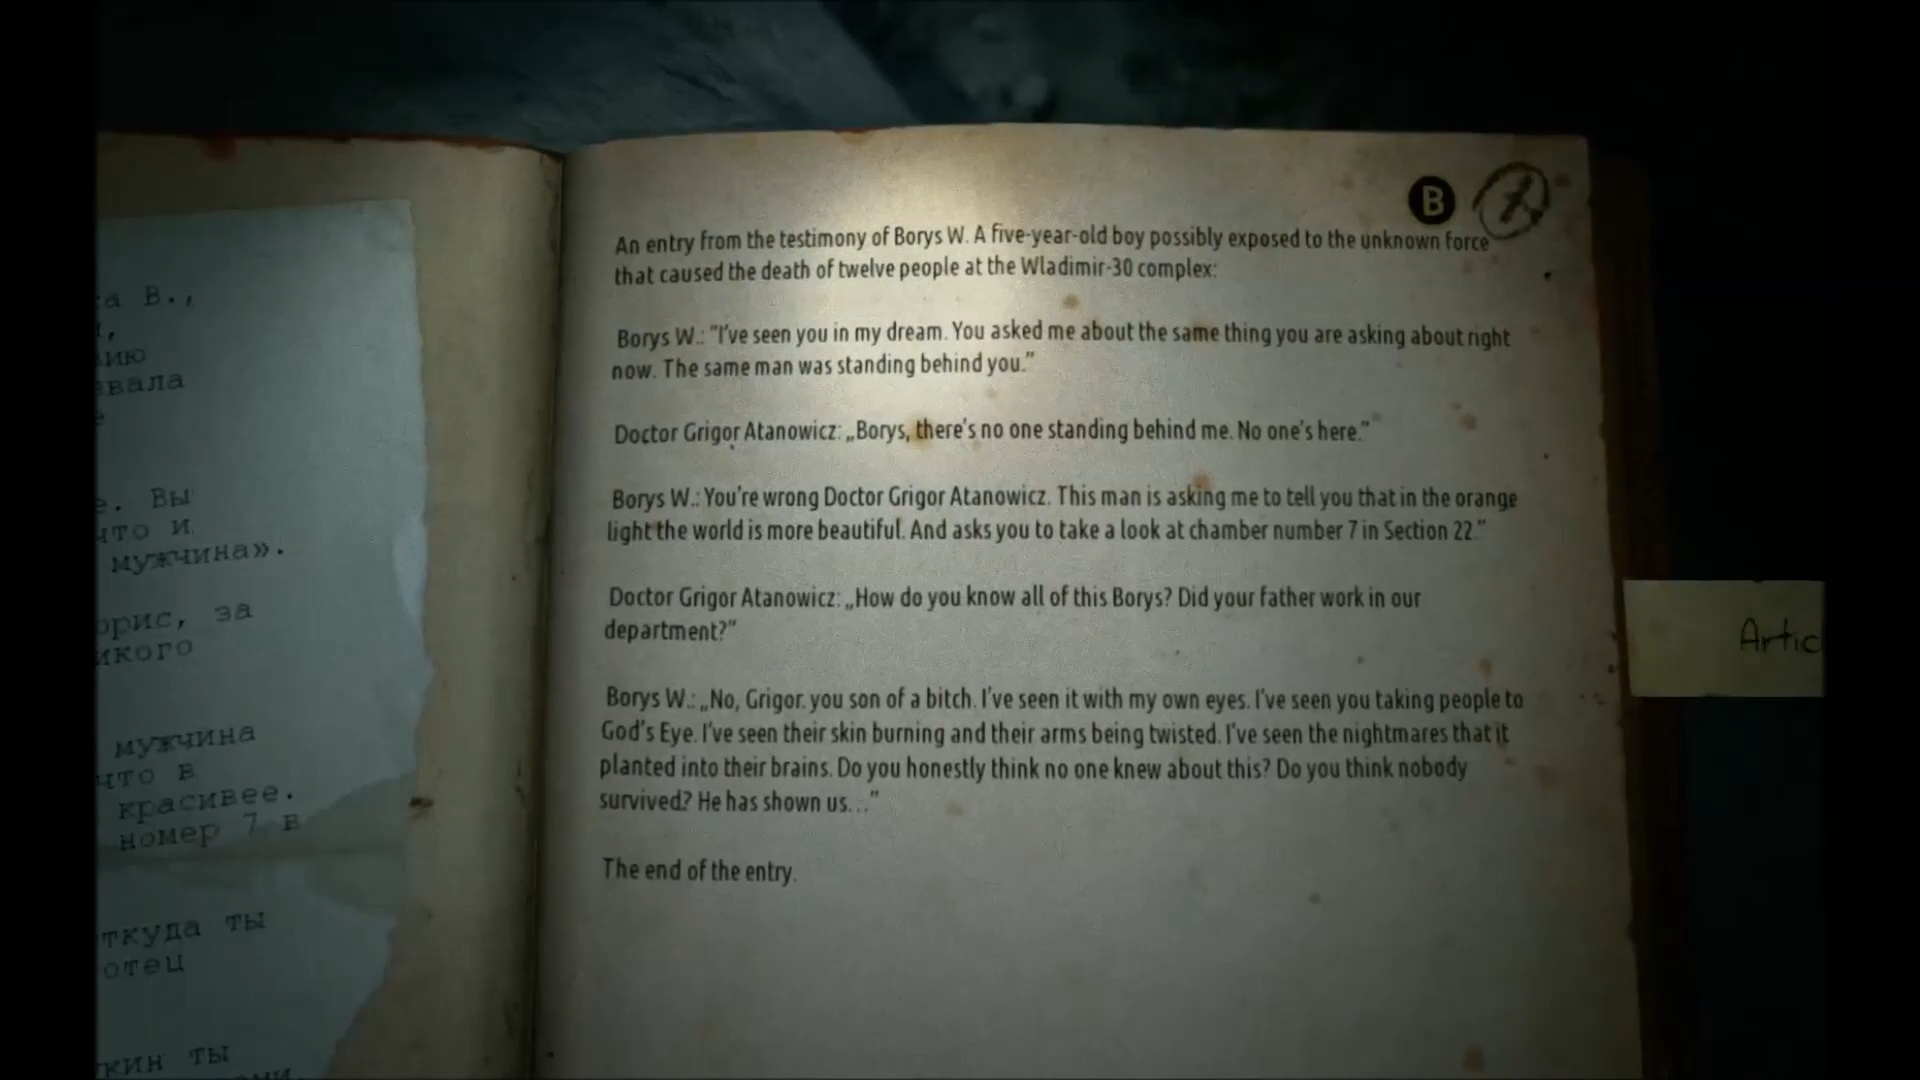 а В.,
ию
вала
е
е. Вы
что и
мужчина».
орис, за
икого
мужчина
что в
красивее.
номер 7 в
ткуда ты
отец
кин ты
B
7
An entry from the testimony of Borys W. A five-year-old boy possibly exposed to the unknown force
that caused the death of twelve people at the Wladimir-30 complex:
Borys W.: "I've seen you in my dream. You asked me about the same thing you are asking about right
now. The same man was standing behind you."
Doctor Grigor Atanowicz: „Borys, there's no one standing behind me. No one's here."
Borys W.: You're wrong Doctor Grigor Atanowicz. This man is asking me to tell you that in the orange
light the world is more beautiful. And asks you to take a look at chamber number 7 in Section 22."
Doctor Grigor Atanowicz: „How do you know all of this Borys? Did your father work in our
department?"
Borys W.: „No, Grigor. you son of a bitch. I've seen it with my own eyes. I've seen you taking people to
God's Eye. I've seen their skin burning and their arms being twisted. I've seen the nightmares that it
planted into their brains. Do you honestly think no one knew about this? Do you think nobody
survived? He has shown us. . ."
The end of the entry.
Artic